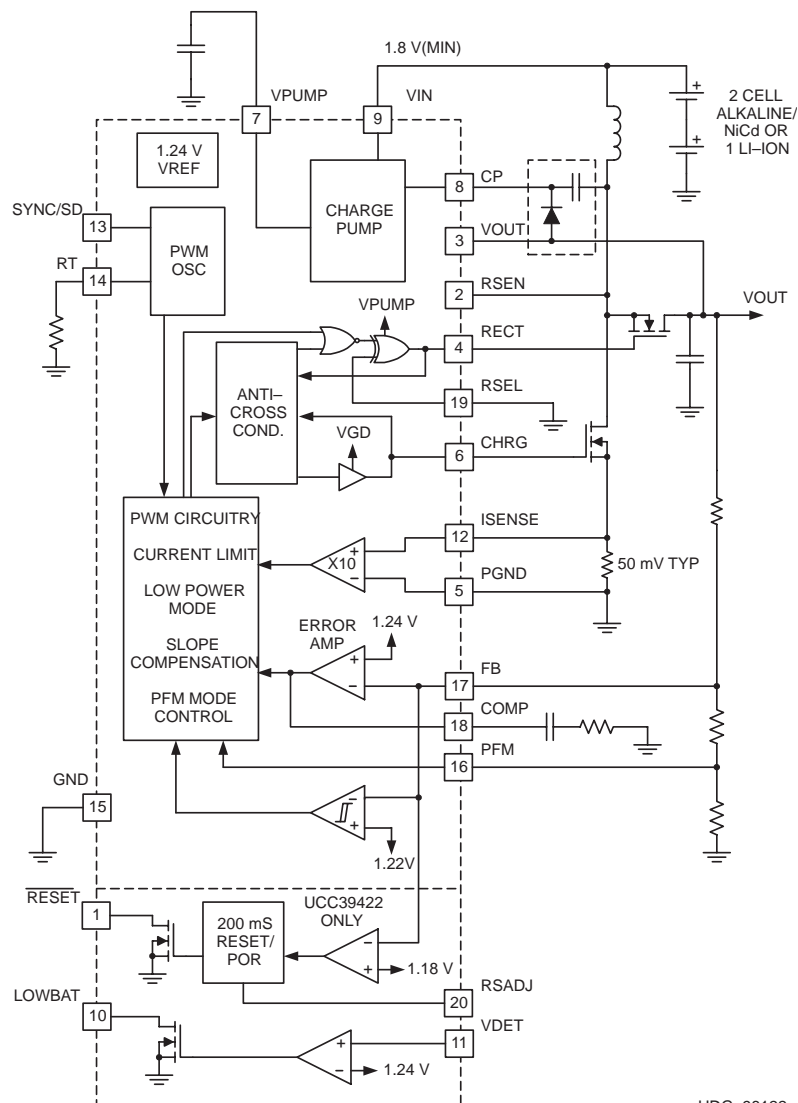 1.8 V(MIN)
VPUMP
7
VIN
9
2 CELL
ALKALINE/
NiCd OR
1 LI–ION
1.24 V
VREF
CHARGE
PUMP
CP
8
VOUT
3
SYNC/SD
13
PWM
OSC
RT
14
RSEN
2
VOUT
VPUMP
RECT
4
ANTI–
CROSS
COND.
RSEL
19
VGD
CHRG
6
PWM CIRCUITRY
CURRENT LIMIT
LOW POWER
MODE
SLOPE
COMPENSATION
PFM MODE
CONTROL
X10
+
–
ISENSE
12
50 mV TYP
PGND
5
ERROR
AMP
1.24 V
+
–
FB
17
COMP
18
PFM
16
GND
15
–
+
1.22V
RESET
1
200 mS
RESET/
POR
UCC39422
ONLY
–
+
1.18 V
RSADJ
20
LOWBAT
10
VDET
11
+
–
1.24 V